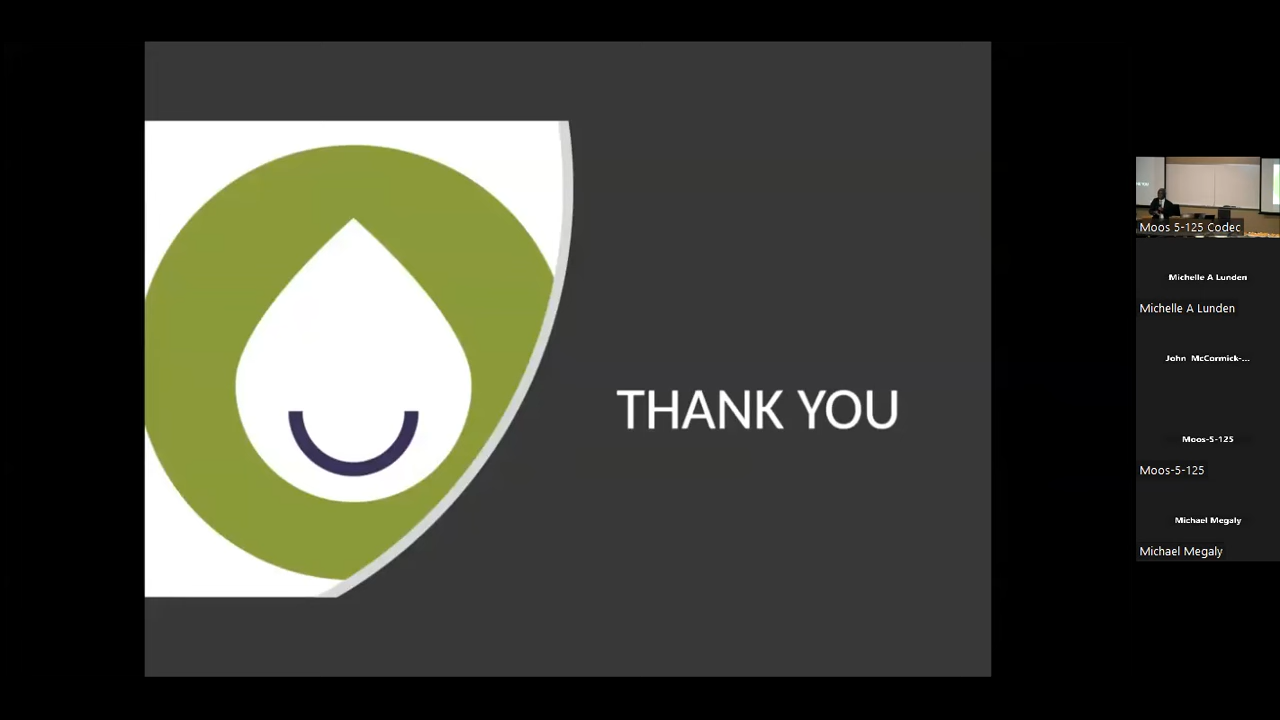 THANK YOU
Moos 5-125 Codec
Michelle A Lunden
Michelle A Lunden
John McCormick-...
Moos-5-125
Moos-5-125
Michael Megaly
Michael Megaly